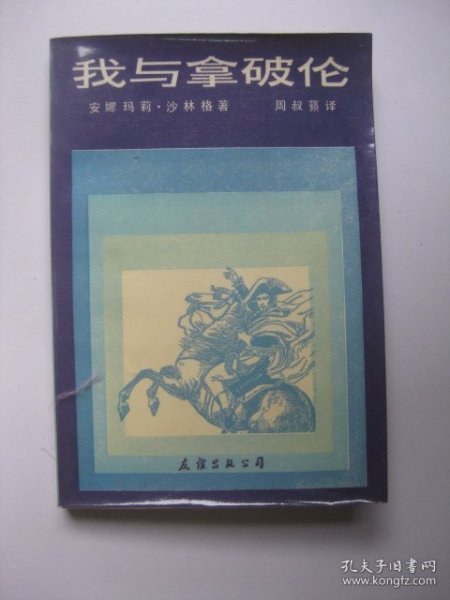 我与拿破伦
安娜玛莉·沙林格著 周叔蕤译
友谊出版公司
孔夫子旧书网
www.kongfz.com